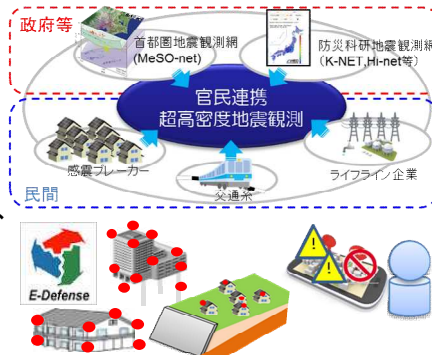 政府等
首都圏地震観測網
(MeSO-net)
防災科研地震観測網
(K-NET,Hi-net等)
官民連携
超高密度地震観測
感震ブレーカー
交通系
ライフライン企業
民間
E-Defense